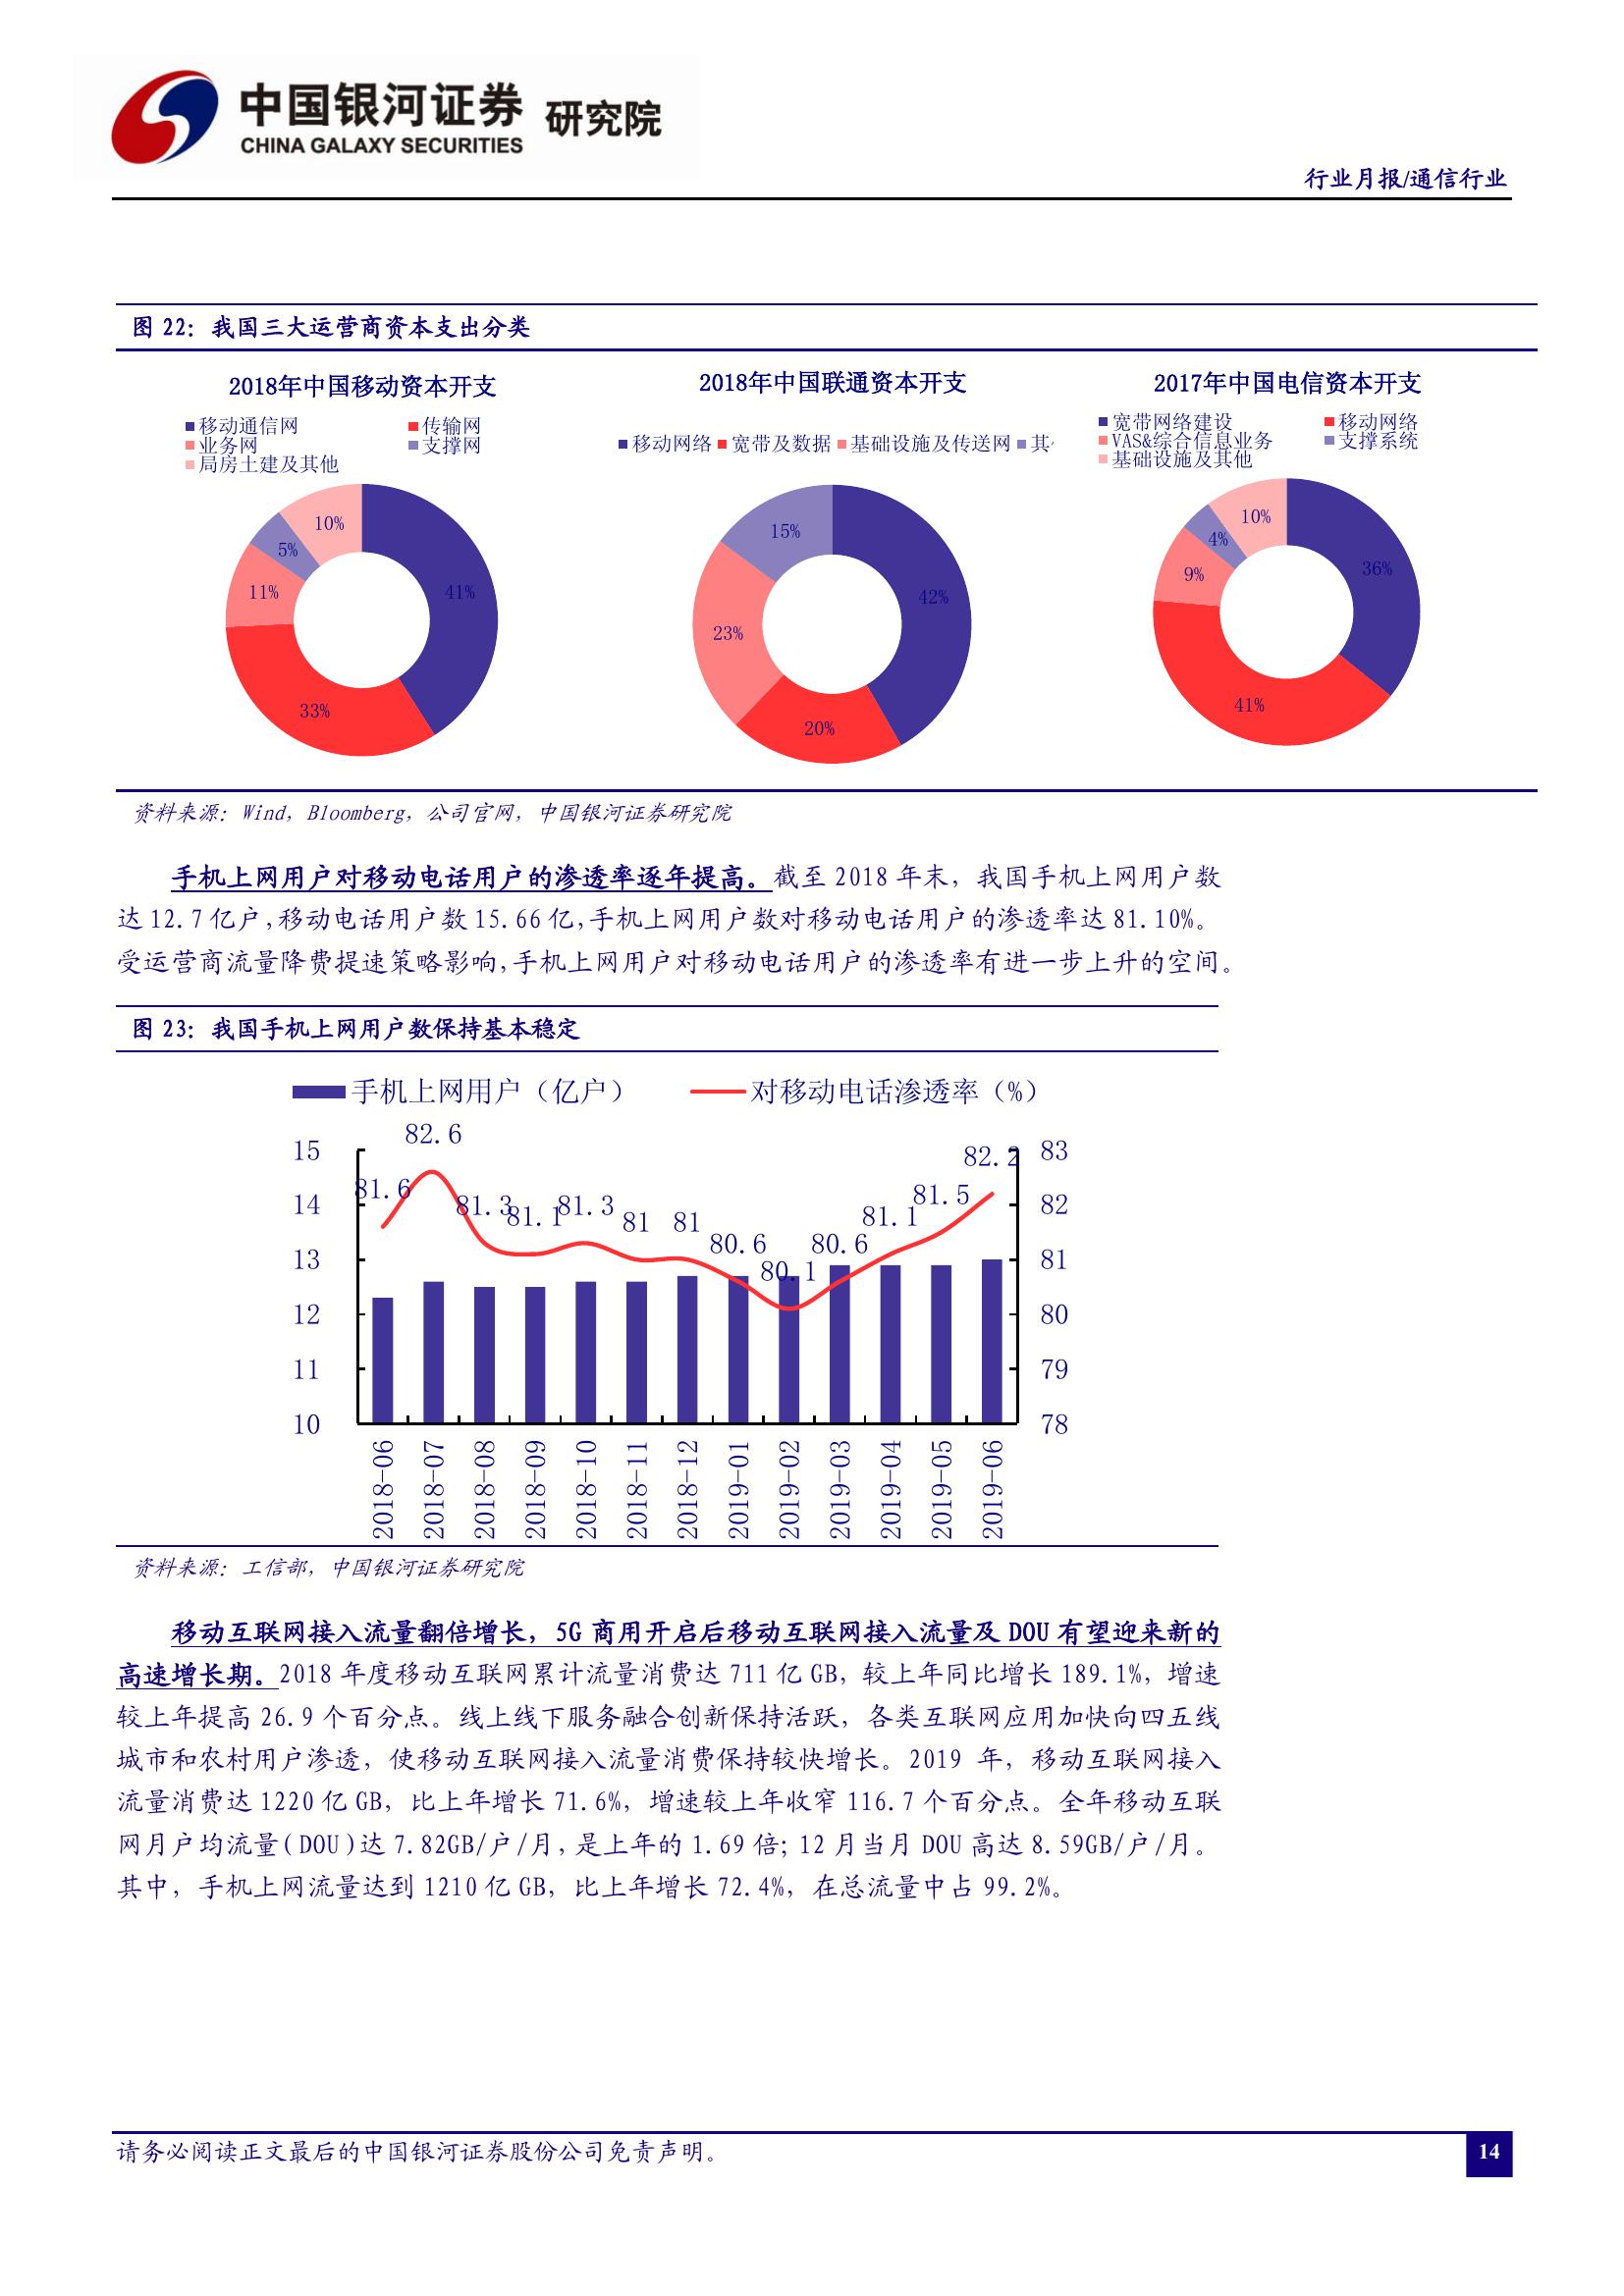 中国银河证券 研究院
CHINA GALAXY SECURITIES
行业月报/通信行业
图 22：我国三大运营商资本支出分类
2018年中国移动资本开支
移动通信网 传输网
业务网 支撑网
局房土建及其他
10%
5%
11%
41%
33%
2018年中国联通资本开支
移动网络 宽带及数据 基础设施及传送网 其
15%
42%
23%
20%
2017年中国电信资本开支
宽带网络建设 移动网络
VAS&综合信息业务 支撑系统
基础设施及其他
10%
4%
36%
9%
41%
资料来源：Wind，Bloomberg，公司官网，中国银河证券研究院
手机上网用户对移动电话用户的渗透率逐年提高。截至 2018 年末，我国手机上网用户数
达 12.7 亿户,移动电话用户数 15.66 亿,手机上网用户数对移动电话用户的渗透率达 81.10%。
受运营商流量降费提速策略影响,手机上网用户对移动电话用户的渗透率有进一步上升的空间。
图 23：我国手机上网用户数保持基本稳定
手机上网用户（亿户） 对移动电话渗透率（%）
15
14
13
12
11
10
81.6
82.6
81.3
81.1
81.3
81
81
80.6
80.1
80.6
81.1
81.5
82.2
83
82
81
80
79
78
2018-06
2018-07
2018-08
2018-09
2018-10
2018-11
2018-12
2019-01
2019-02
2019-03
2019-04
2019-05
2019-06
资料来源：工信部，中国银河证券研究院
移动互联网接入流量翻倍增长，5G 商用开启后移动互联网接入流量及 DOU 有望迎来新的
高速增长期。2018 年度移动互联网累计流量消费达 711 亿 GB，较上年同比增长 189.1%，增速
较上年提高 26.9 个百分点。线上线下服务融合创新保持活跃，各类互联网应用加快向四五线
城市和农村用户渗透，使移动互联网接入流量消费保持较快增长。2019 年，移动互联网接入
流量消费达 1220 亿 GB，比上年增长 71.6%，增速较上年收窄 116.7 个百分点。全年移动互联
网月户均流量(DOU)达 7.82GB/户/月,是上年的 1.69 倍; 12 月当月 DOU 高达 8.59GB/户/月。
其中，手机上网流量达到 1210 亿 GB，比上年增长 72.4%，在总流量中占 99.2%。
请务必阅读正文最后的中国银河证券股份公司免责声明。
14